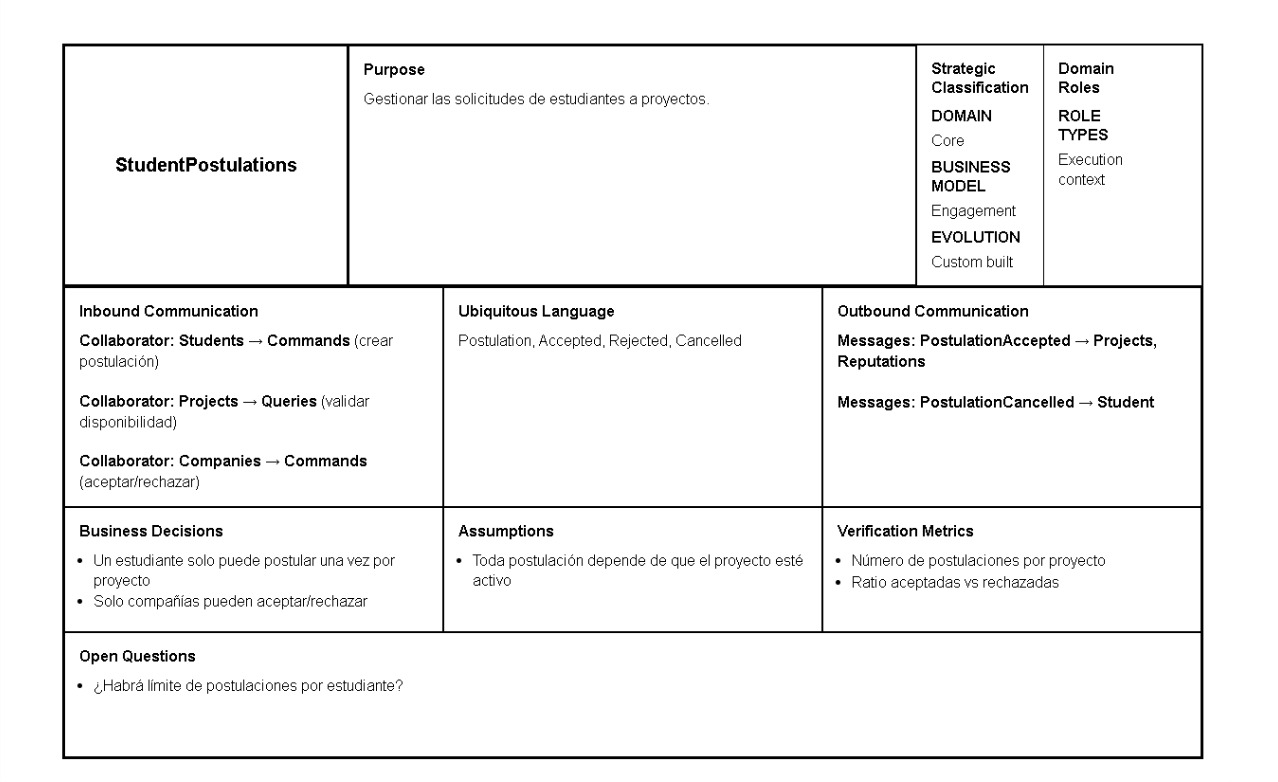 StudentPostulations
Purpose
Gestionar las solicitudes de estudiantes a proyectos.
Strategic
Classification
DOMAIN
Core
BUSINESS
MODEL
Engagement
EVOLUTION
Custom built
Domain
Roles
ROLE
TYPES
Execution
context
Inbound Communication
Collaborator: Students → Commands (crear
postulación)
Collaborator: Projects → Queries (validar
disponibilidad)
Collaborator: Companies → Commands
(aceptar/rechazar)
Ubiquitous Language
Postulation, Accepted, Rejected, Cancelled
Outbound Communication
Messages: PostulationAccepted → Projects,
Reputations
Messages: PostulationCancelled → Student
Business Decisions
• Un estudiante solo puede postular una vez por
proyecto
• Solo compañías pueden aceptar/rechazar
Assumptions
• Toda postulación depende de que el proyecto esté
activo
Verification Metrics
• Número de postulaciones por proyecto
• Ratio aceptadas vs rechazadas
Open Questions
• ¿Habrá límite de postulaciones por estudiante?